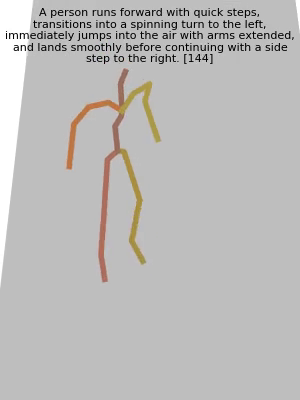 A person runs forward with quick steps,
transitions into a spinning turn to the left,
immediately jumps into the air with arms extended,
and lands smoothly before continuing with a side
step to the right. [144]